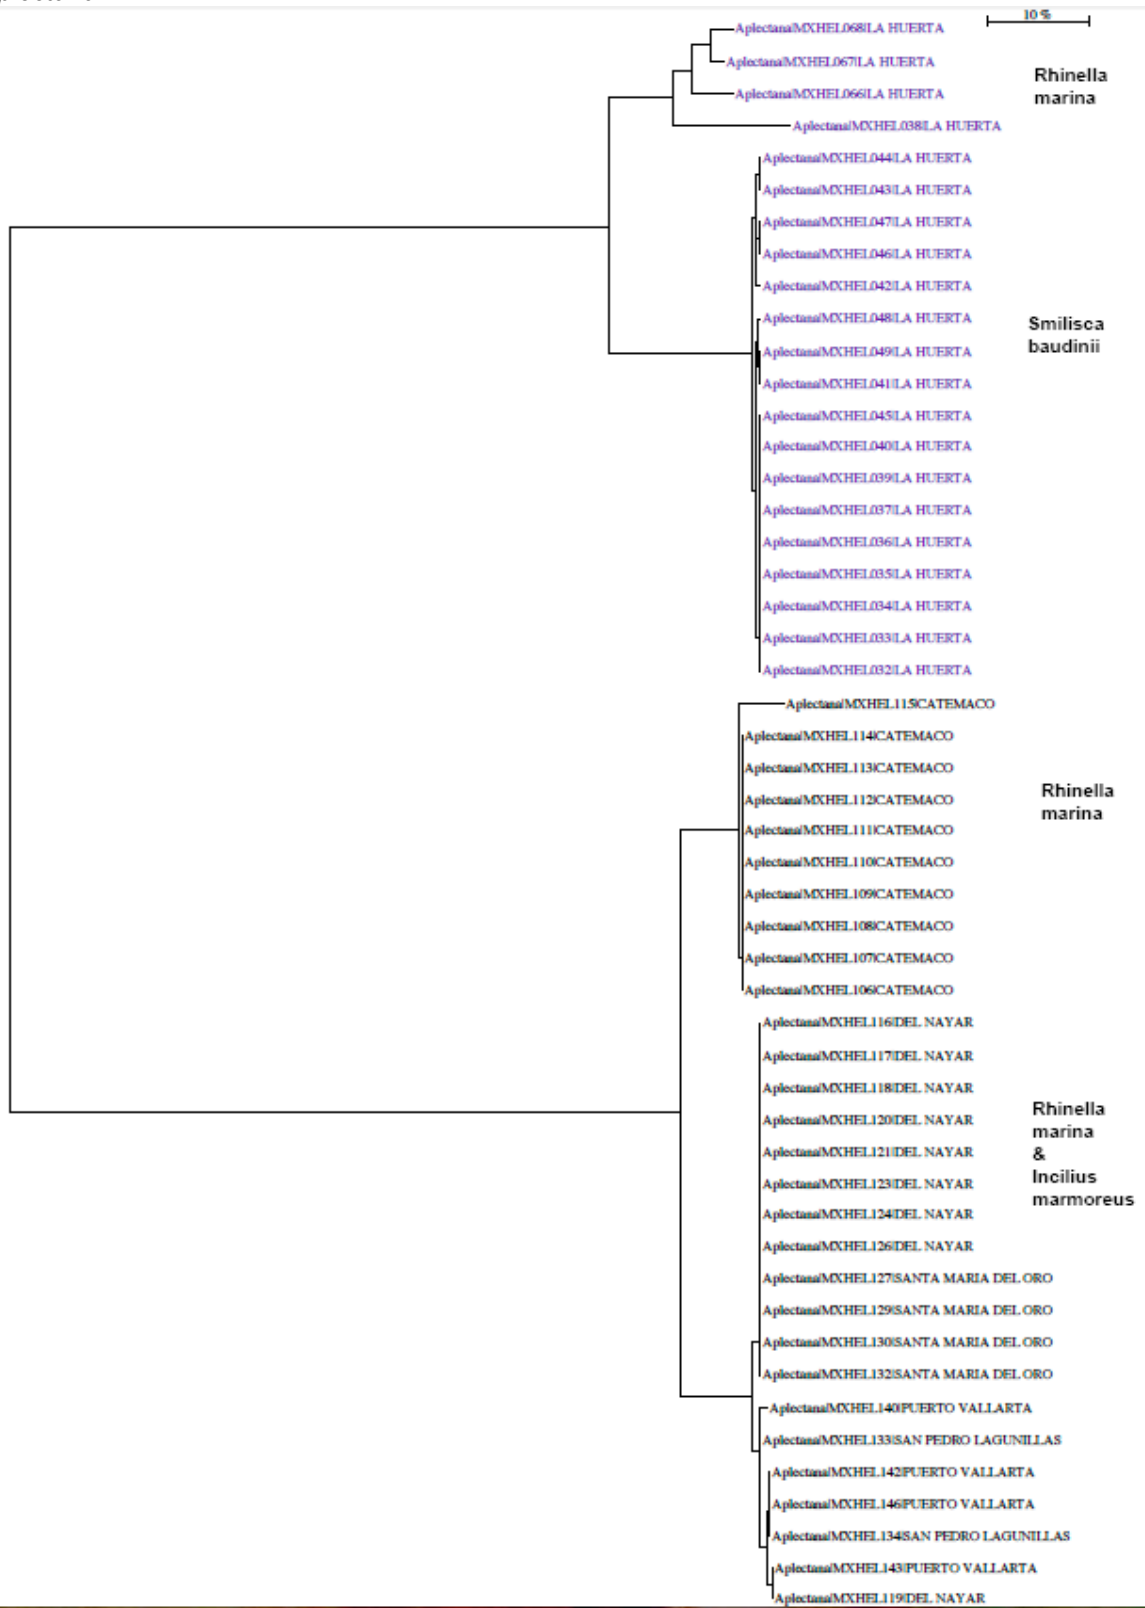 10 %
Aplectana|MXHEL068|LA HUERTA
Aplectana|MXHEL067|LA HUERTA
Rhinella
marina
Aplectana|MXHEL066|LA HUERTA
Aplectana|MXHEL038|LA HUERTA
Aplectana|MXHEL044|LA HUERTA
Aplectana|MXHEL043|LA HUERTA
Aplectana|MXHEL047|LA HUERTA
Aplectana|MXHEL046|LA HUERTA
Aplectana|MXHEL042|LA HUERTA
Aplectana|MXHEL048|LA HUERTA
Smilisca
baudinii
Aplectana|MXHEL049|LA HUERTA
Aplectana|MXHEL041|LA HUERTA
Aplectana|MXHEL045|LA HUERTA
Aplectana|MXHEL040|LA HUERTA
Aplectana|MXHEL039|LA HUERTA
Aplectana|MXHEL037|LA HUERTA
Aplectana|MXHEL036|LA HUERTA
Aplectana|MXHEL035|LA HUERTA
Aplectana|MXHEL034|LA HUERTA
Aplectana|MXHEL033|LA HUERTA
Aplectana|MXHEL032|LA HUERTA
Aplectana|MXHEL115|CATEMACO
Aplectana|MXHEL114|CATEMACO
Aplectana|MXHEL113|CATEMACO
Rhinella
marina
Aplectana|MXHEL112|CATEMACO
Aplectana|MXHEL111|CATEMACO
Aplectana|MXHEL110|CATEMACO
Aplectana|MXHEL109|CATEMACO
Aplectana|MXHEL108|CATEMACO
Aplectana|MXHEL107|CATEMACO
Aplectana|MXHEL106|CATEMACO
Aplectana|MXHEL116|DEL NAYAR
Aplectana|MXHEL117|DEL NAYAR
Aplectana|MXHEL118|DEL NAYAR
Rhinella
marina
&
Incilius
marmoreus
Aplectana|MXHEL120|DEL NAYAR
Aplectana|MXHEL121|DEL NAYAR
Aplectana|MXHEL123|DEL NAYAR
Aplectana|MXHEL124|DEL NAYAR
Aplectana|MXHEL126|DEL NAYAR
Aplectana|MXHEL127|SANTA MARIA DEL ORO
Aplectana|MXHEL129|SANTA MARIA DEL ORO
Aplectana|MXHEL130|SANTA MARIA DEL ORO
Aplectana|MXHEL132|SANTA MARIA DEL ORO
Aplectana|MXHEL140|PUERTO VALLARTA
Aplectana|MXHEL133|SAN PEDRO LAGUNILLAS
Aplectana|MXHEL142|PUERTO VALLARTA
Aplectana|MXHEL146|PUERTO VALLARTA
Aplectana|MXHEL134|SAN PEDRO LAGUNILLAS
Aplectana|MXHEL143|PUERTO VALLARTA
Aplectana|MXHEL119|DEL NAYAR